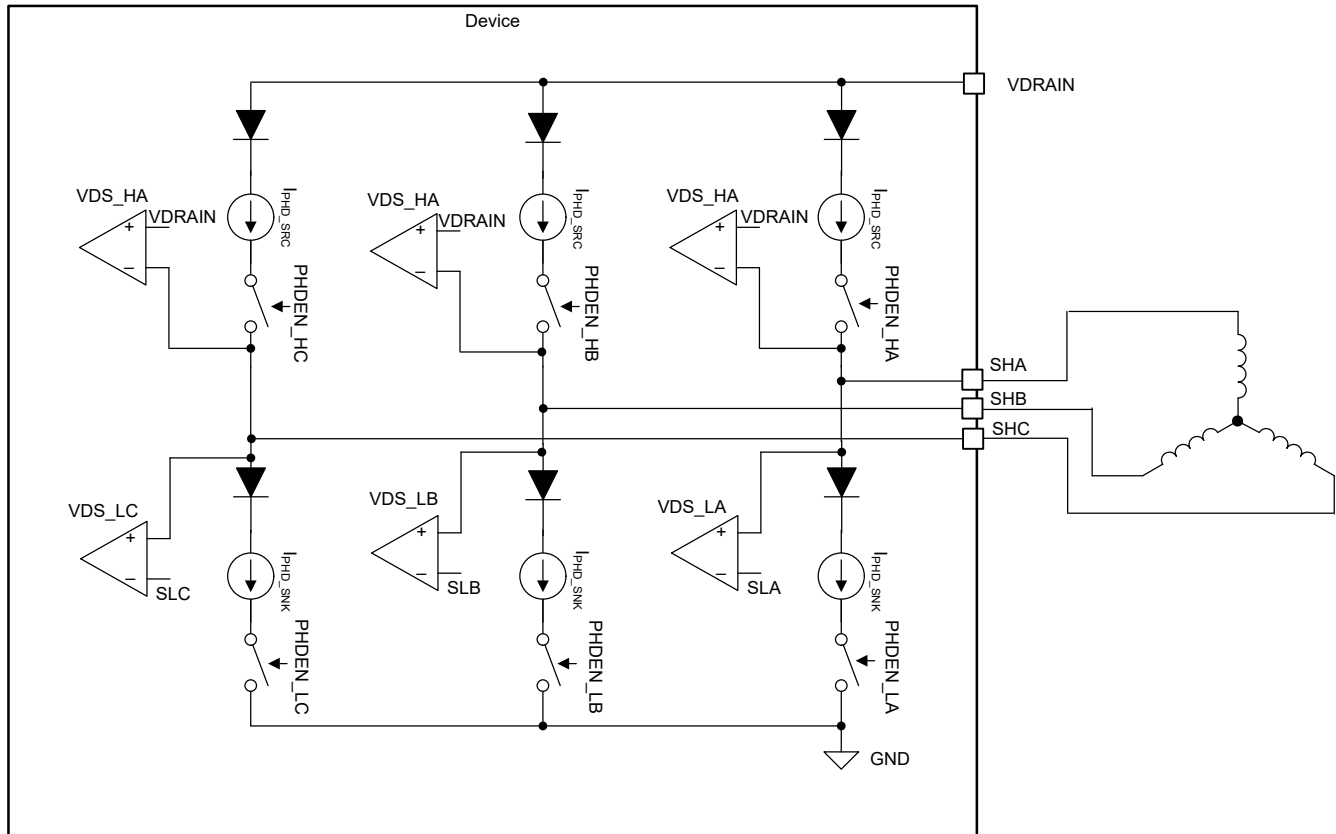 Device
VDRAIN
VDS_HA
VDRAIN
IPHD_SRC
PHDEN_HC
VDS_HA
VDRAIN
IPHD_SRC
PHDEN_HB
VDS_HA
VDRAIN
IPHD_SRC
PHDEN_HA
SHA
SHB
SHC
VDS_LC
SLC
IPHD_SNK
PHDEN_LC
VDS_LB
SLB
IPHD_SNK
PHDEN_LB
VDS_LA
SLA
IPHD_SNK
PHDEN_LA
GND